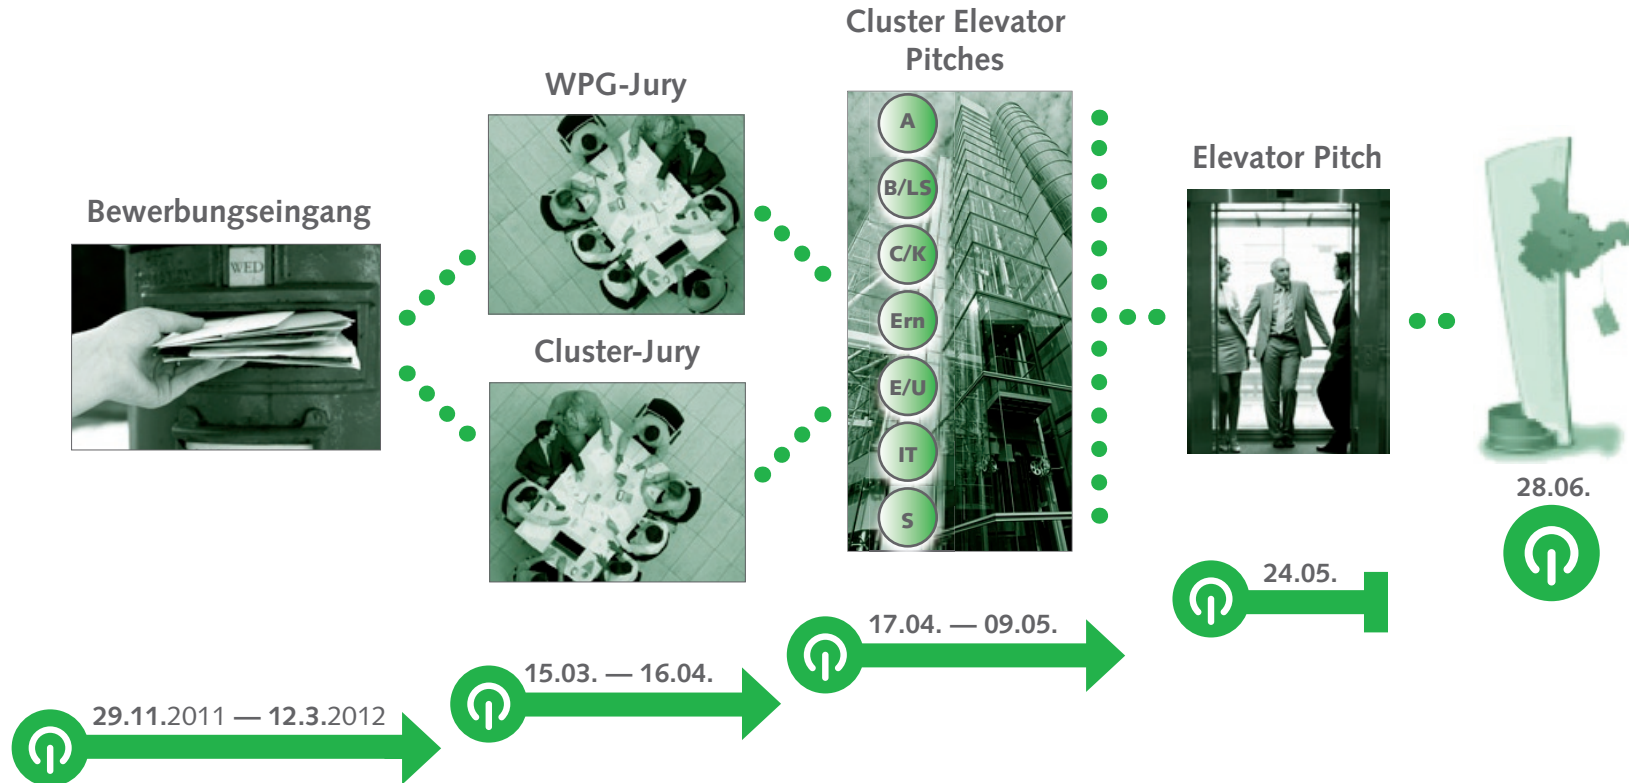 Bewerbungseingang
WED
WPG-Jury
Cluster-Jury
Cluster Elevator
Pitches
A
B/LS
C/K
Ern
E/U
IT
S
Elevator Pitch
29.11.2011 — 12.3.2012
15.03. — 16.04.
17.04. — 09.05.
24.05.
28.06.